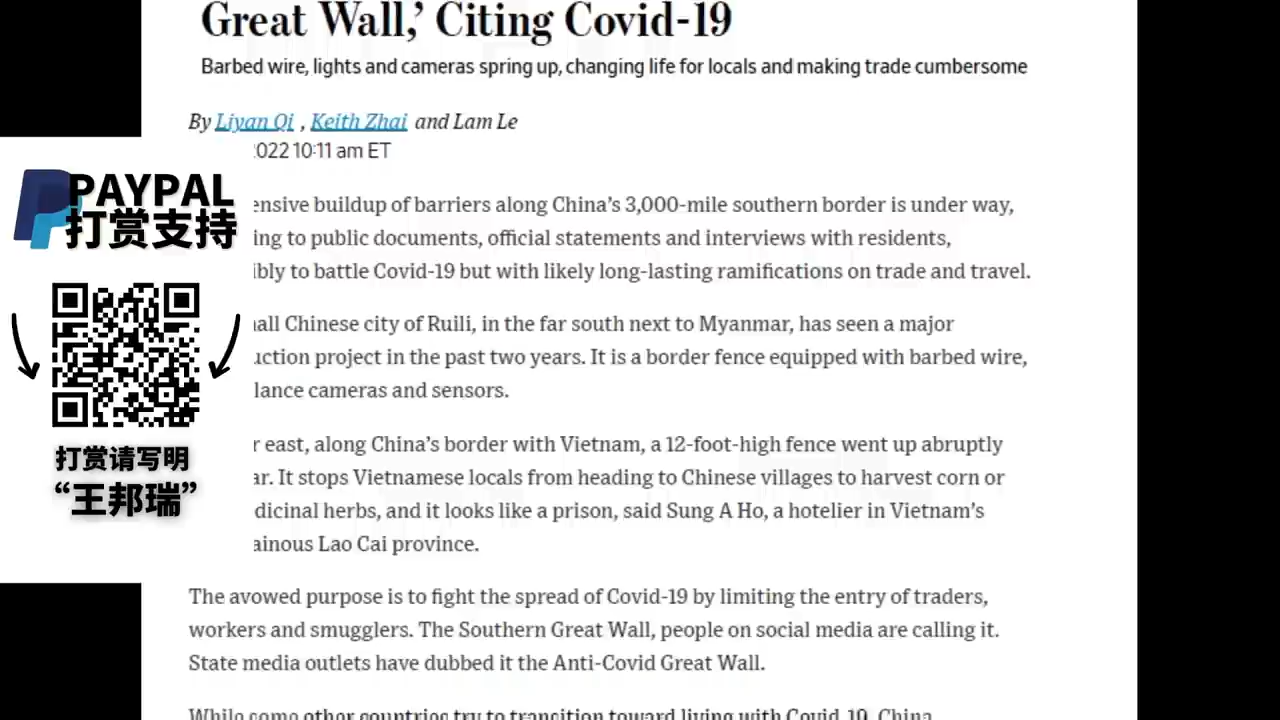 Great Wall,’ Citing Covid-19
Barbed wire, lights and cameras spring up, changing life for locals and making trade cumbersome
By Liyan Qi , Keith Zhai and Lam Le
2022 10:11 am ET
PAYPAL
打赏支持
打赏请写明
“王邦瑞”
ensive buildup of barriers along China’s 3,000-mile southern border is under way,
ing to public documents, official statements and interviews with residents,
ibly to battle Covid-19 but with likely long-lasting ramifications on trade and travel.
all Chinese city of Ruili, in the far south next to Myanmar, has seen a major
uction project in the past two years. It is a border fence equipped with barbed wire,
lance cameras and sensors.
r east, along China’s border with Vietnam, a 12-foot-high fence went up abruptly
ar. It stops Vietnamese locals from heading to Chinese villages to harvest corn or
dicinal herbs, and it looks like a prison, said Sung A Ho, a hotelier in Vietnam’s
ainous Lao Cai province.
The avowed purpose is to fight the spread of Covid-19 by limiting the entry of traders,
workers and smugglers. The Southern Great Wall, people on social media are calling it.
State media outlets have dubbed it the Anti-Covid Great Wall.
While some other countries try to transition toward living with Covid-19, China